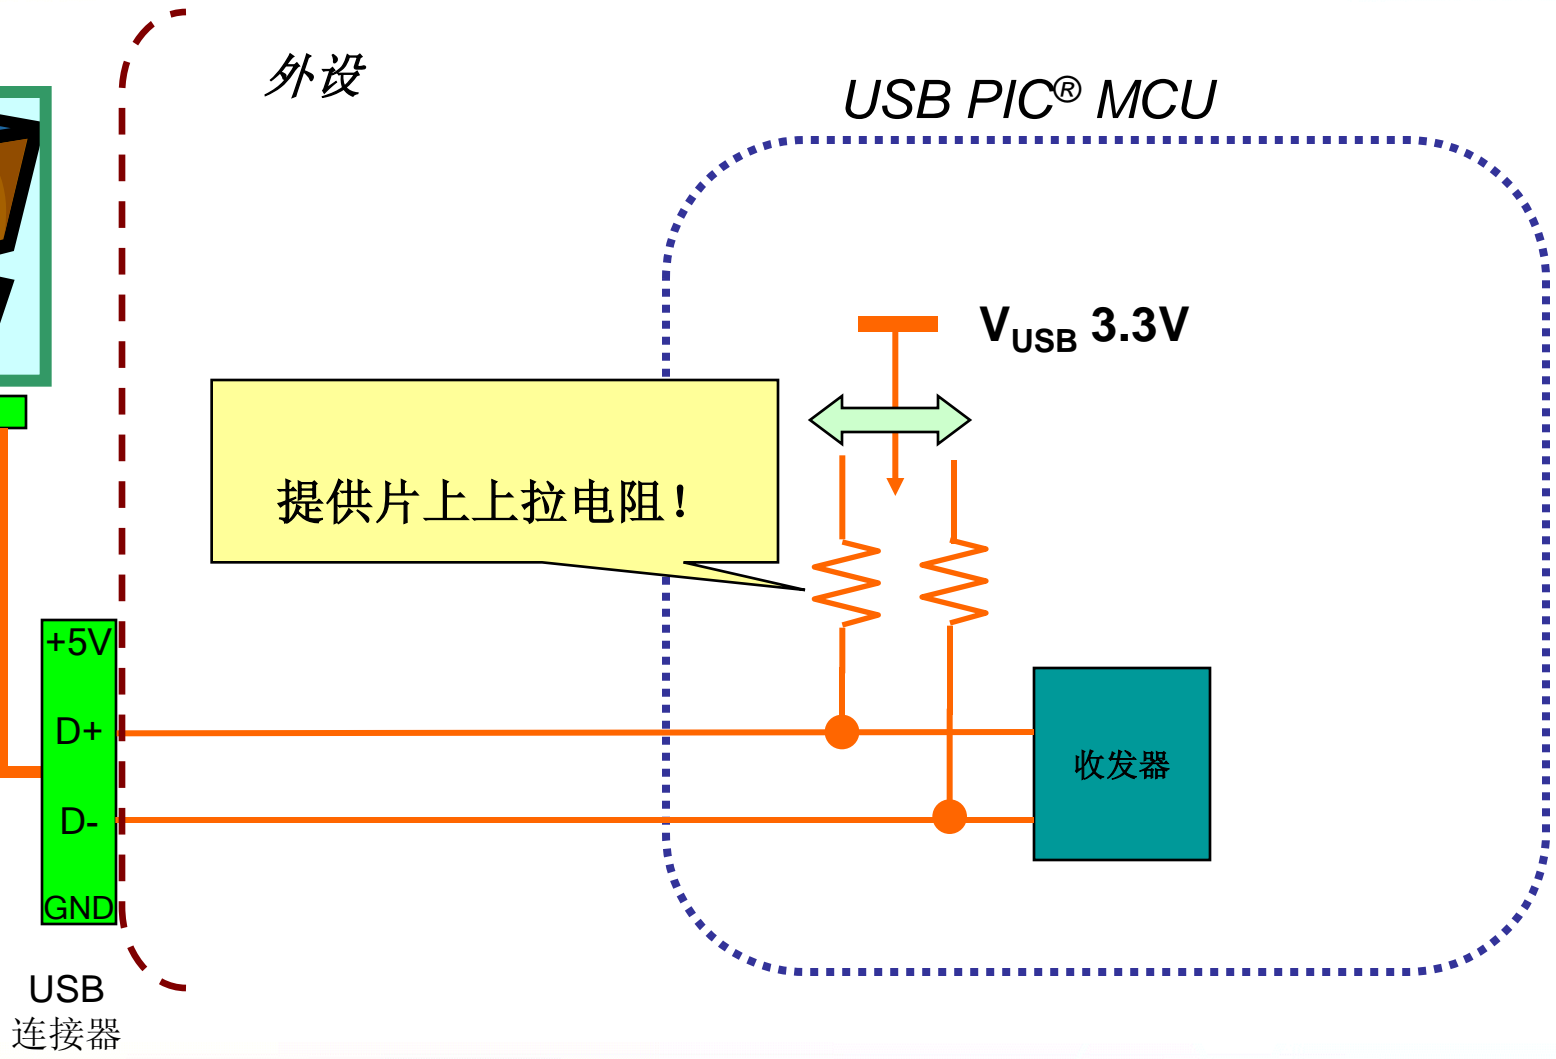 外设
USB PIC® MCU
VUSB 3.3V
提供片上上拉电阻！
+5V
D+
D-
GND
收发器
USB
连接器